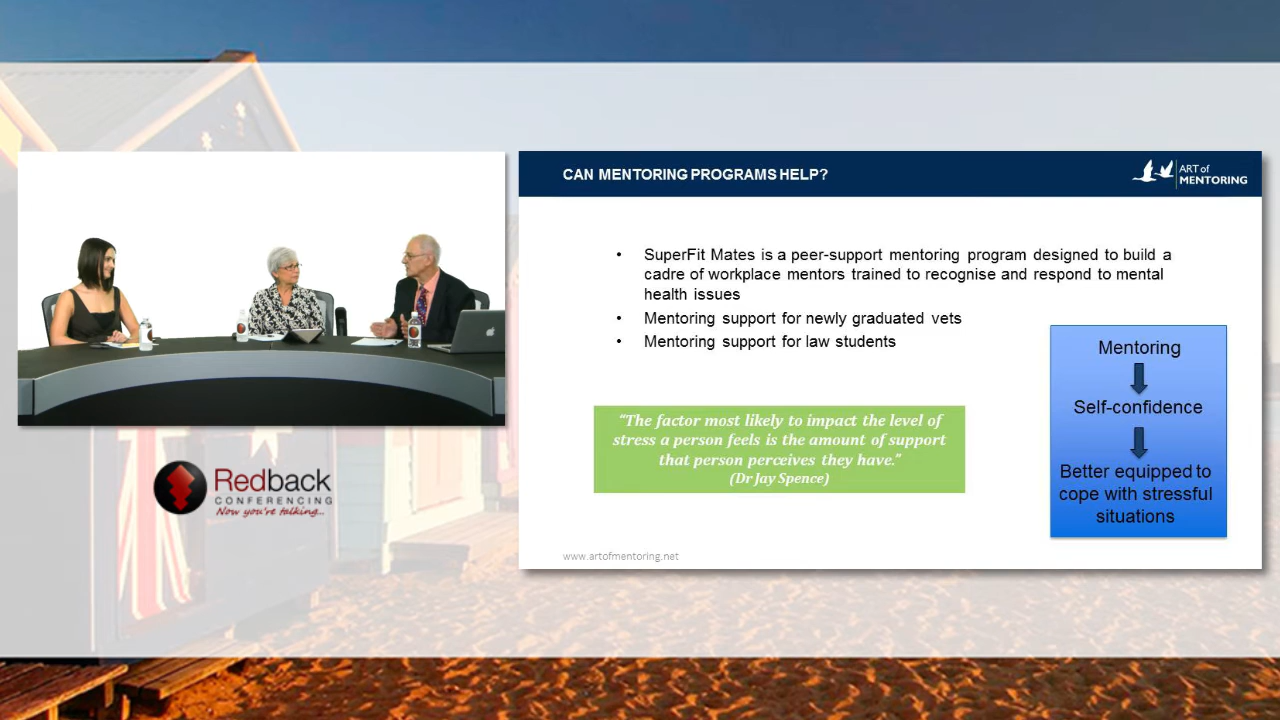 CAN MENTORING PROGRAMS HELP?
ART of
MENTORING
• SuperFit Mates is a peer-support mentoring program designed to build a
cadre of workplace mentors trained to recognise and respond to mental
health issues
• Mentoring support for newly graduated vets
• Mentoring support for law students
Mentoring
Self-confidence
Better equipped to
cope with stressful
situations
“The factor most likely to impact the level of
stress a person feels is the amount of support
that person perceives they have.”
(Dr Jay Spence)
www.artofmentoring.net
Redback
CONFERENCING
Now you're talking...